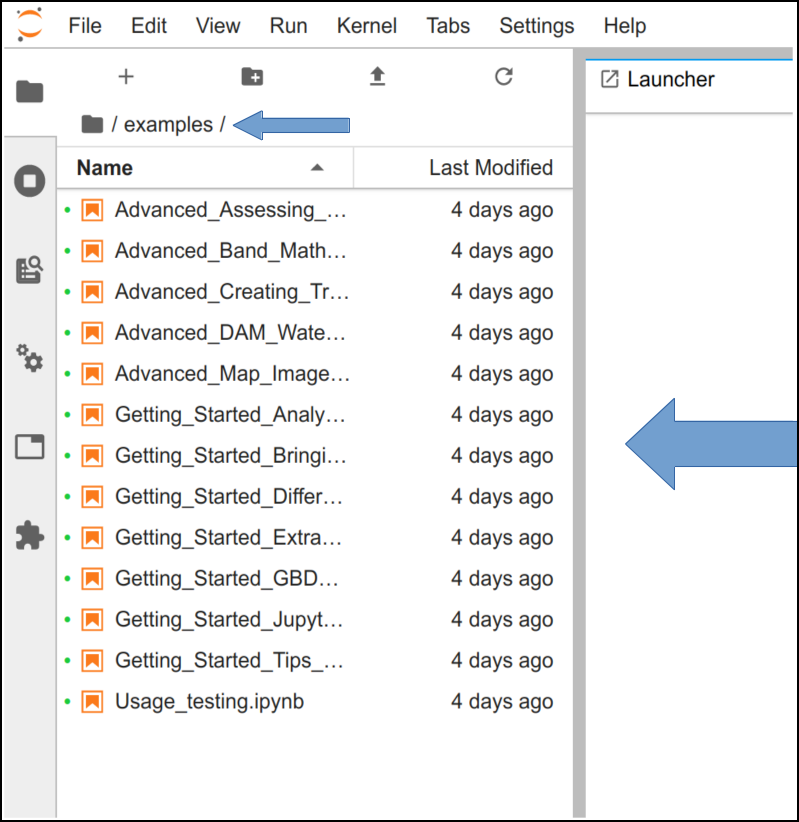 File Edit View Run Kernel Tabs Settings Help
Launcher
/ examples /
Name Last Modified
Advanced_Assessing_… 4 days ago
Advanced_Band_Math… 4 days ago
Advanced_Creating_Tr… 4 days ago
Advanced_DAM_Wate… 4 days ago
Advanced_Map_Image… 4 days ago
Getting_Started_Analy… 4 days ago
Getting_Started_Bringi… 4 days ago
Getting_Started_Differ… 4 days ago
Getting_Started_Extra… 4 days ago
Getting_Started_GBD… 4 days ago
Getting_Started_Jupyt… 4 days ago
Getting_Started_Tips_… 4 days ago
Usage_testing.ipynb 4 days ago